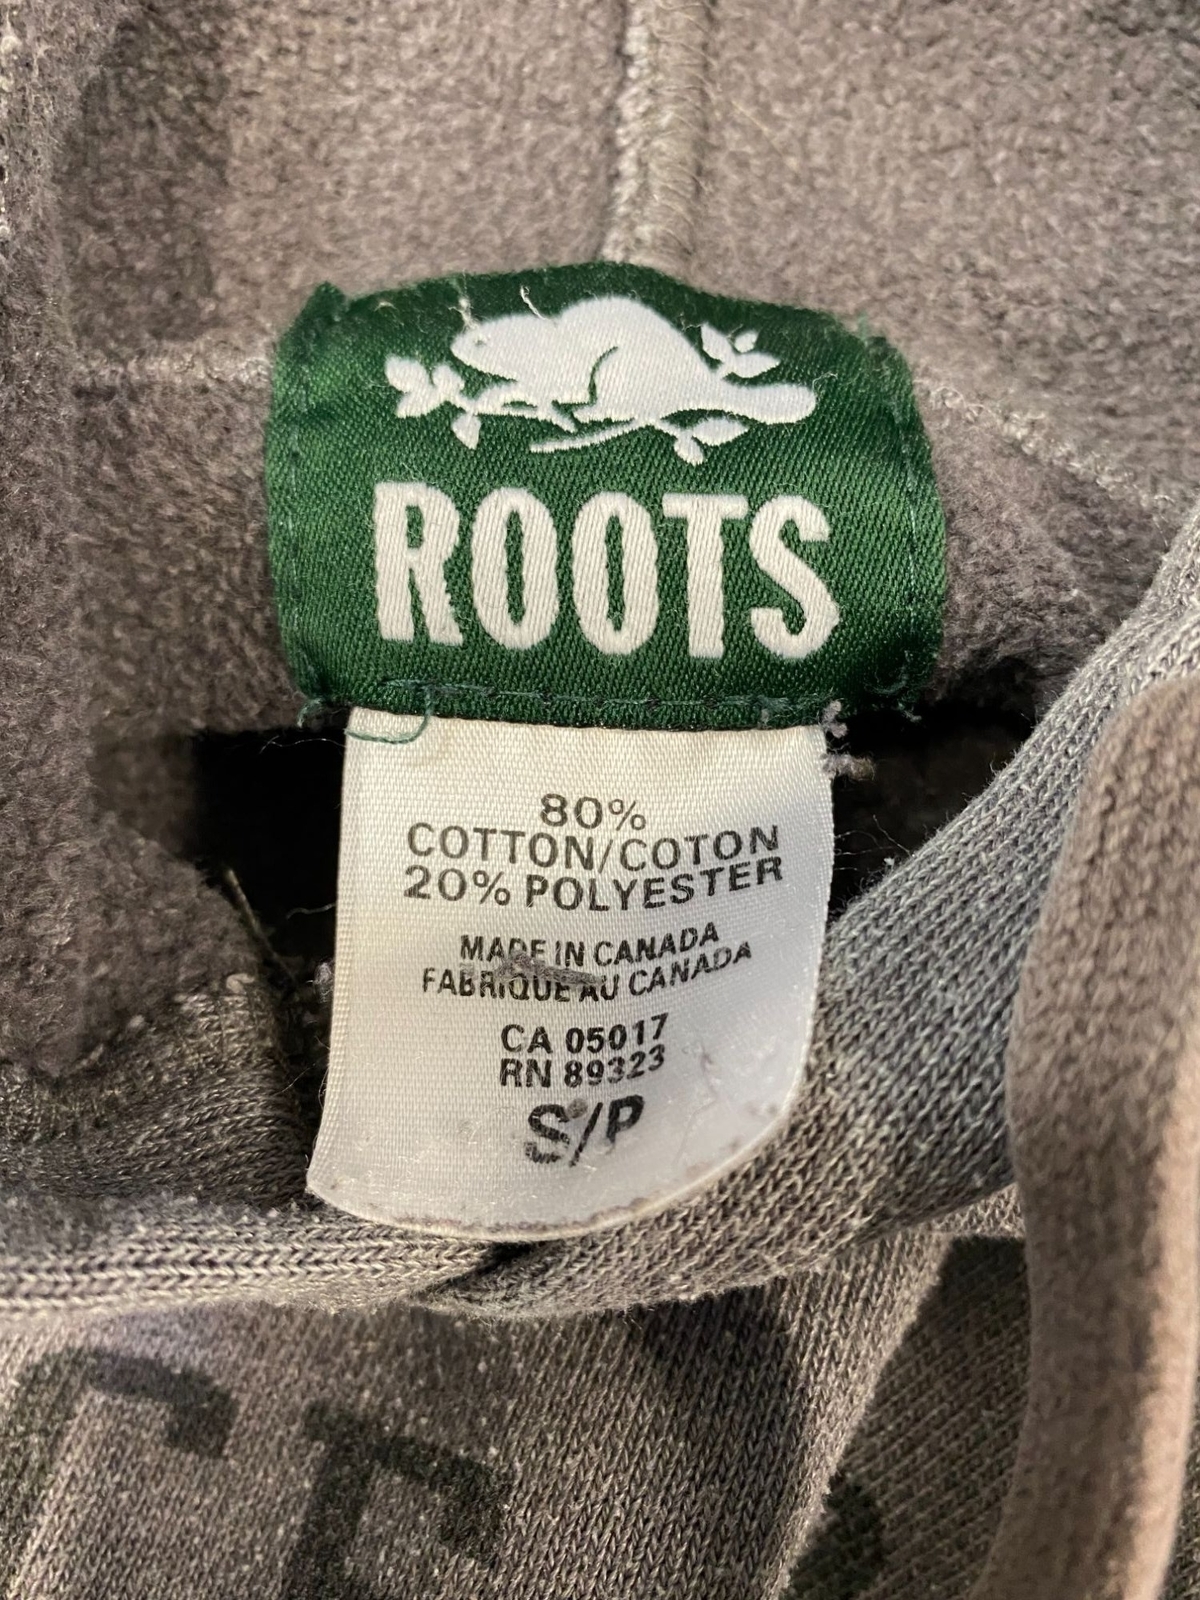 ROOTS
80%
COTTON/COTON
20% POLYESTER
MADE IN CANADA
FABRIQUE AU CANADA
CA 05017
RN 89323
S/P